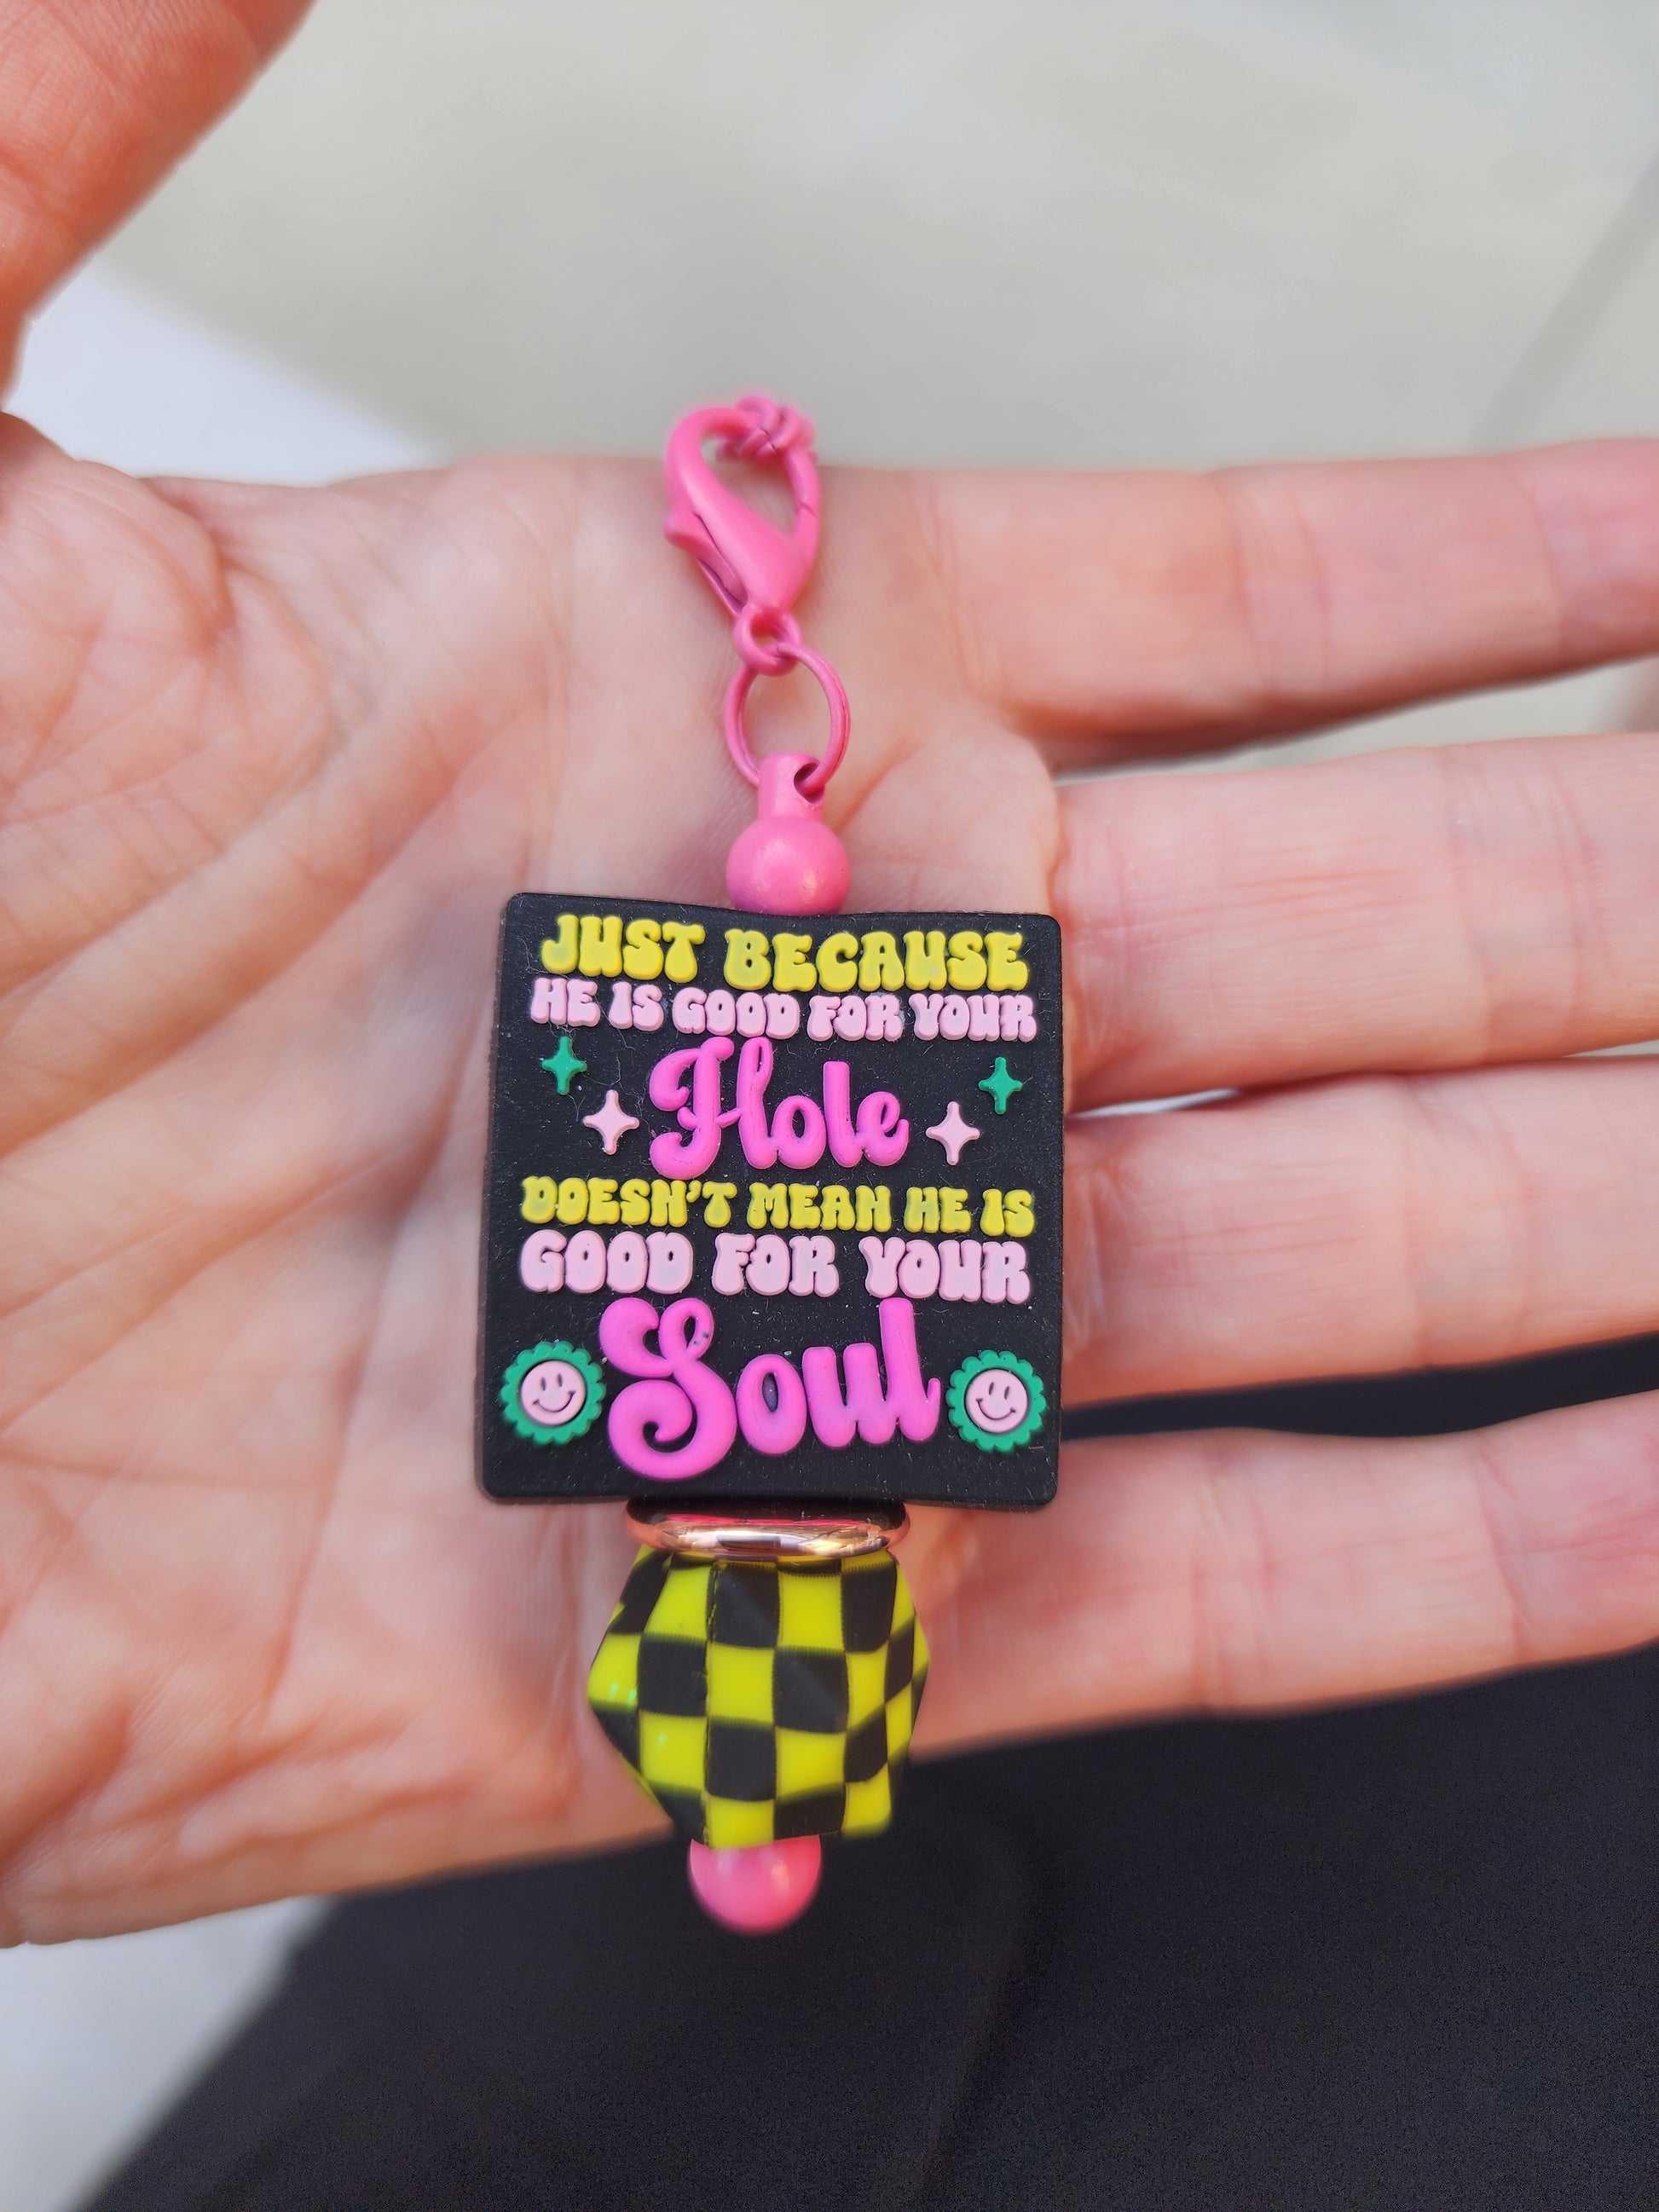 JUST BECAUSE
HE IS GOOD FOR YOUR
Hole
DOESN'T MEAN HE IS
GOOD FOR YOUR
Soul